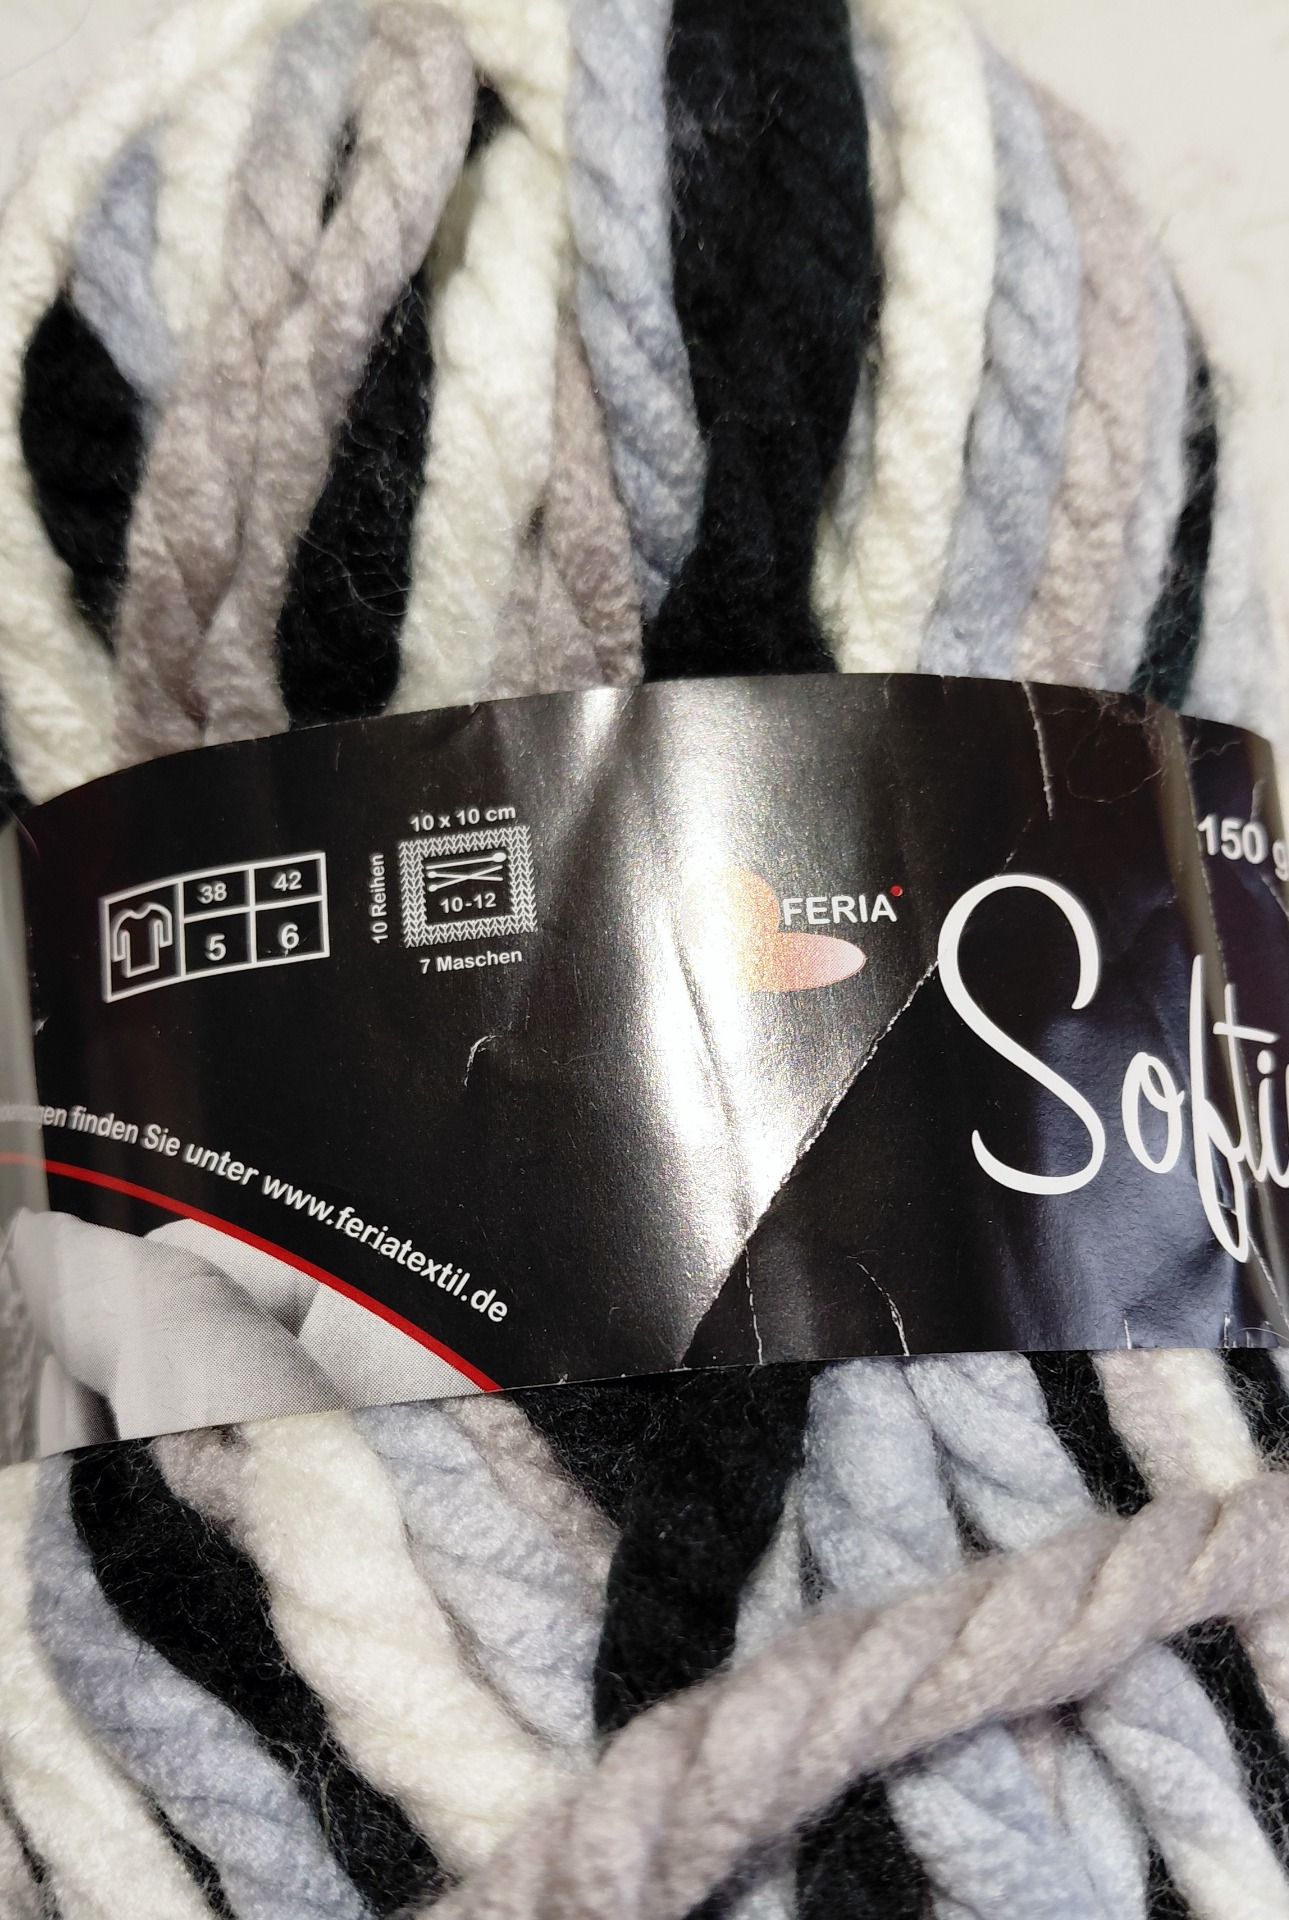 38 42
5 6
10 x 10 cm
10 Reihen
10-12
7 Maschen
FERIA
150 g
finden Sie unter www.feriatextil.de